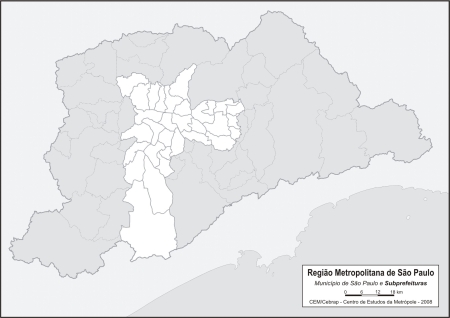 Região Metropolitana de São Paulo
Município de São Paulo e Subprefeituras
0 6 12 18 km
CEM/Cebrap - Centro de Estudos da Metrópole - 2008